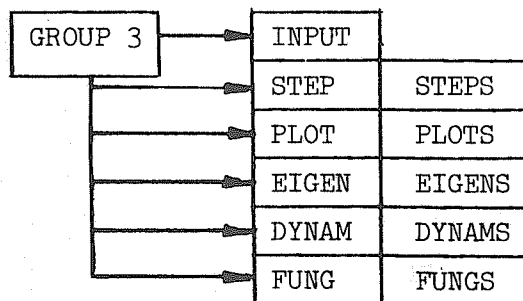 GROUP 3 INPUT
STEP STEPS
PLOT PLOTS
EIGEN EIGENS
DYNAM DYNAMS
FUNG FUNGS